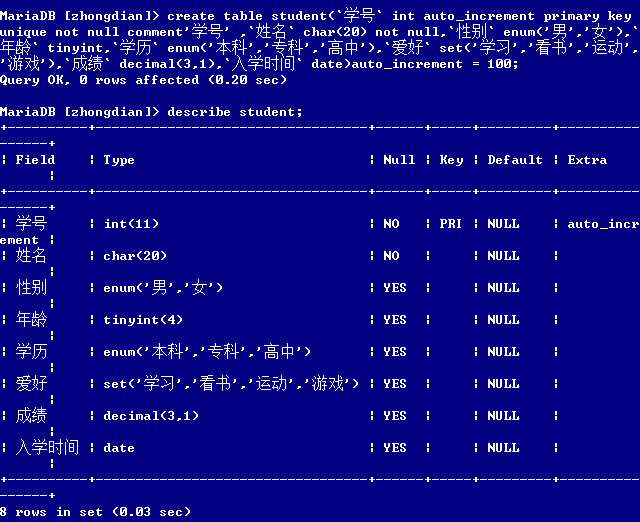 MariaDB [zhongdian]> create table student(`学号` int auto_increment primary key
unique not null comment'学号' ,`姓名` char(20) not null,`性别` enum('男','女'),`
年龄` tinyint,`学历` enum('本科','专科','高中'),`爱好` set('学习','看书','运动',
'游戏'),`成绩` decimal(3,1),`入学时间` date)auto_increment = 100;
Query OK, 0 rows affected (0.20 sec)
MariaDB [zhongdian]> describe student;
+----------+-----------------------------------+------+-----+---------+----------
------+
| Field    | Type                              | Null | Key | Default | Extra
      |
+----------+-----------------------------------+------+-----+---------+----------
------+
| 学号     | int(11)                           | NO   | PRI | NULL    | auto_incr
ement |
| 姓名     | char(20)                          | NO   |     | NULL    |
      |
| 性别     | enum('男','女')                   | YES  |     | NULL    |
      |
| 年龄     | tinyint(4)                        | YES  |     | NULL    |
      |
| 学历     | enum('本科','专科','高中')        | YES  |     | NULL    |
      |
| 爱好     | set('学习','看书','运动','游戏')  | YES  |     | NULL    |
      |
| 成绩     | decimal(3,1)                      | YES  |     | NULL    |
      |
| 入学时间 | date                              | YES  |     | NULL    |
      |
+----------+-----------------------------------+------+-----+---------+----------
------+
8 rows in set (0.03 sec)